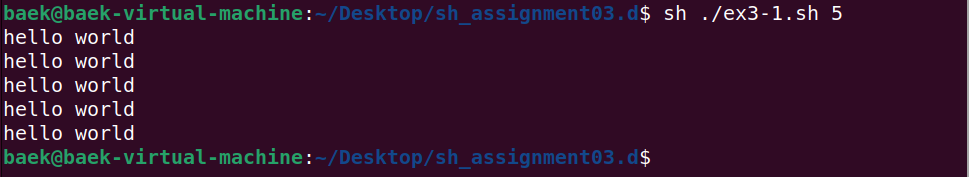 baek@baek-virtual-machine:~/Desktop/sh_assignment03.d$ sh ./ex3-1.sh 5
hello world
hello world
hello world
hello world
hello world
baek@baek-virtual-machine:~/Desktop/sh_assignment03.d$